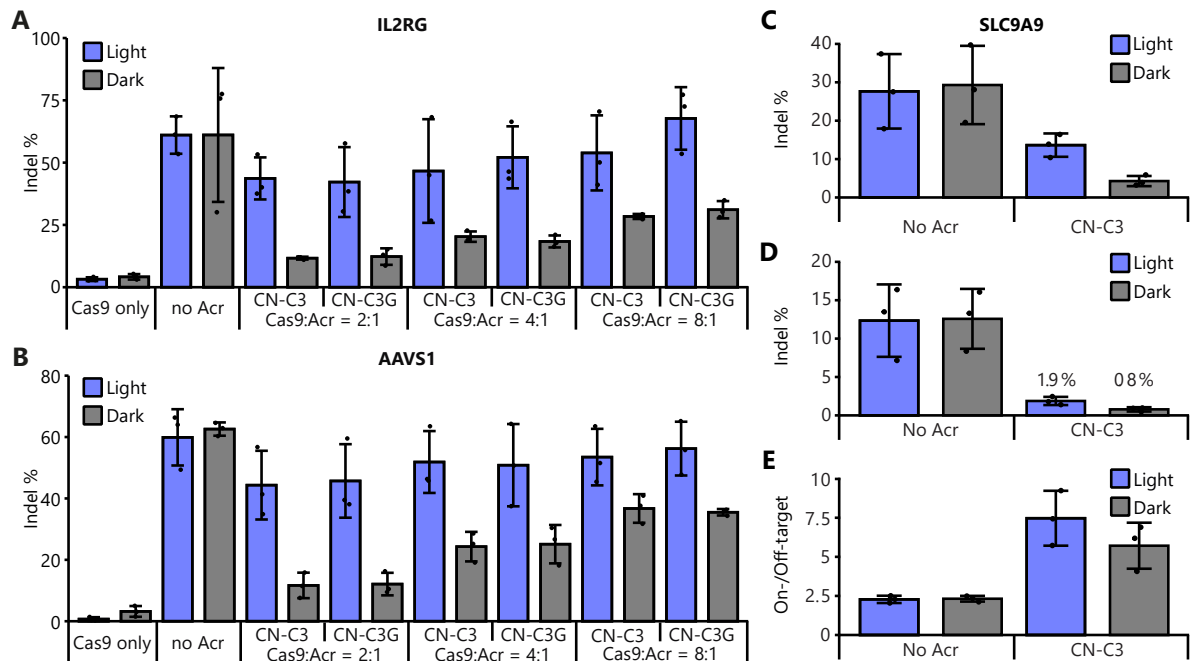 A
IL2RG
100
75
50
25
0
Indel %
Light
Dark
Cas9 only
no Acr
CN-C3
CN-C3G
CN-C3
CN-C3G
CN-C3
CN-C3G
Cas9:Acr = 2:1
Cas9:Acr = 4:1
Cas9:Acr = 8:1
B
AAVS1
80
60
40
20
0
Indel %
Light
Dark
Cas9 only
no Acr
CN-C3
CN-C3G
CN-C3
CN-C3G
CN-C3
CN-C3G
Cas9:Acr = 2:1
Cas9:Acr = 4:1
Cas9:Acr = 8:1
C
SLC9A9
40
30
20
10
0
Indel %
Light
Dark
No Acr
CN-C3
D
20
15
10
5
0
Indel %
Light
Dark
1.9 %
0 8 %
No Acr
CN-C3
E
10
7.5
5
2.5
0
On-/Off-target
Light
Dark
No Acr
CN-C3